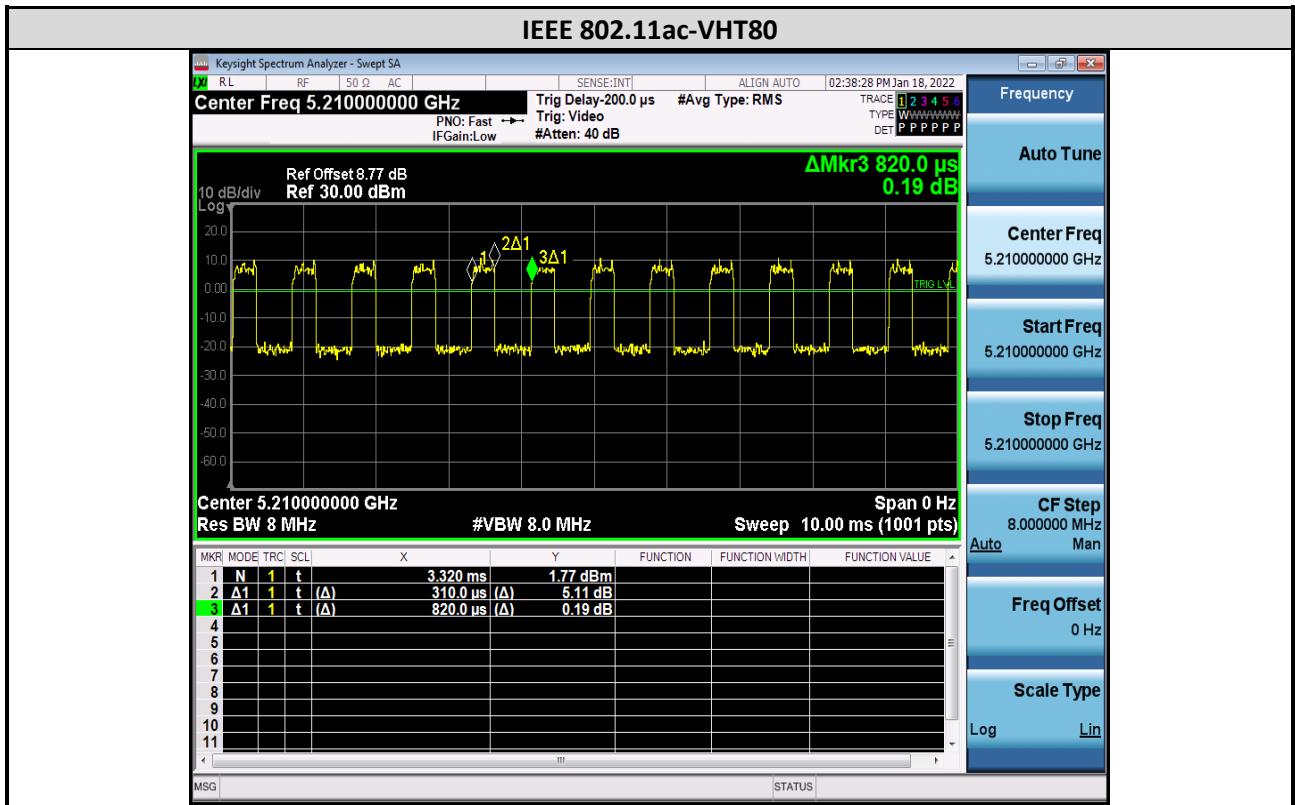 IEEE 802.11ac-VHT80
Keysight Spectrum Analyzer - Swept SA
LXI RL RF 50 Ω AC SENSE:INT ALIGN AUTO 02:38:28 PM Jan 18, 2022
Center Freq 5.210000000 GHz Trig Delay-200.0 µs #Avg Type: RMS TRACE 1 2 3 4 5 6
PNO: Fast Trig: Video TYPE WWWWWW
IFGain:Low #Atten: 40 dB DET P P P P P P
ΔMkr3 820.0 µs
Ref Offset 8.77 dB
10 dB/div Ref 30.00 dBm 0.19 dB
Log
20.0
2Δ1
1 3Δ1
10.0
TRIG LVL
0.00
-10.0
-20.0
-30.0
-40.0
-50.0
-60.0
Center 5.210000000 GHz Span 0 Hz
Res BW 8 MHz #VBW 8.0 MHz Sweep 10.00 ms (1001 pts)
MKR MODE TRC SCL X Y FUNCTION FUNCTION WIDTH FUNCTION VALUE
1 N 1 t 3.320 ms 1.77 dBm
2 Δ1 1 t (Δ) 310.0 µs (Δ) 5.11 dB
3 Δ1 1 t (Δ) 820.0 µs (Δ) 0.19 dB
4
5
6
7
8
9
10
11
MSG STATUS
Frequency
Auto Tune
Center Freq
5.210000000 GHz
Start Freq
5.210000000 GHz
Stop Freq
5.210000000 GHz
CF Step
8.000000 MHz
Auto Man
Freq Offset
0 Hz
Scale Type
Log Lin